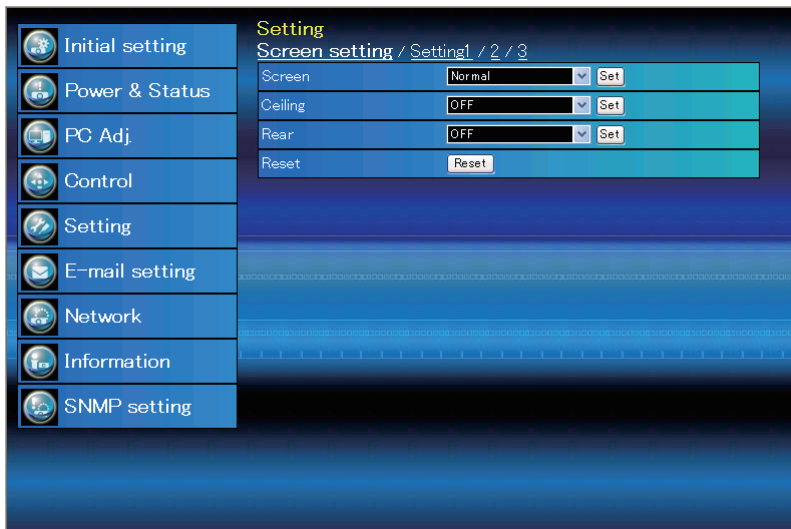 Initial setting
Power & Status
PC Adj.
Control
Setting
E-mail setting
Network
Information
SNMP setting
Setting
Screen setting / Setting1 / 2 / 3
Screen Normal Set
Ceiling OFF Set
Rear OFF Set
Reset Reset